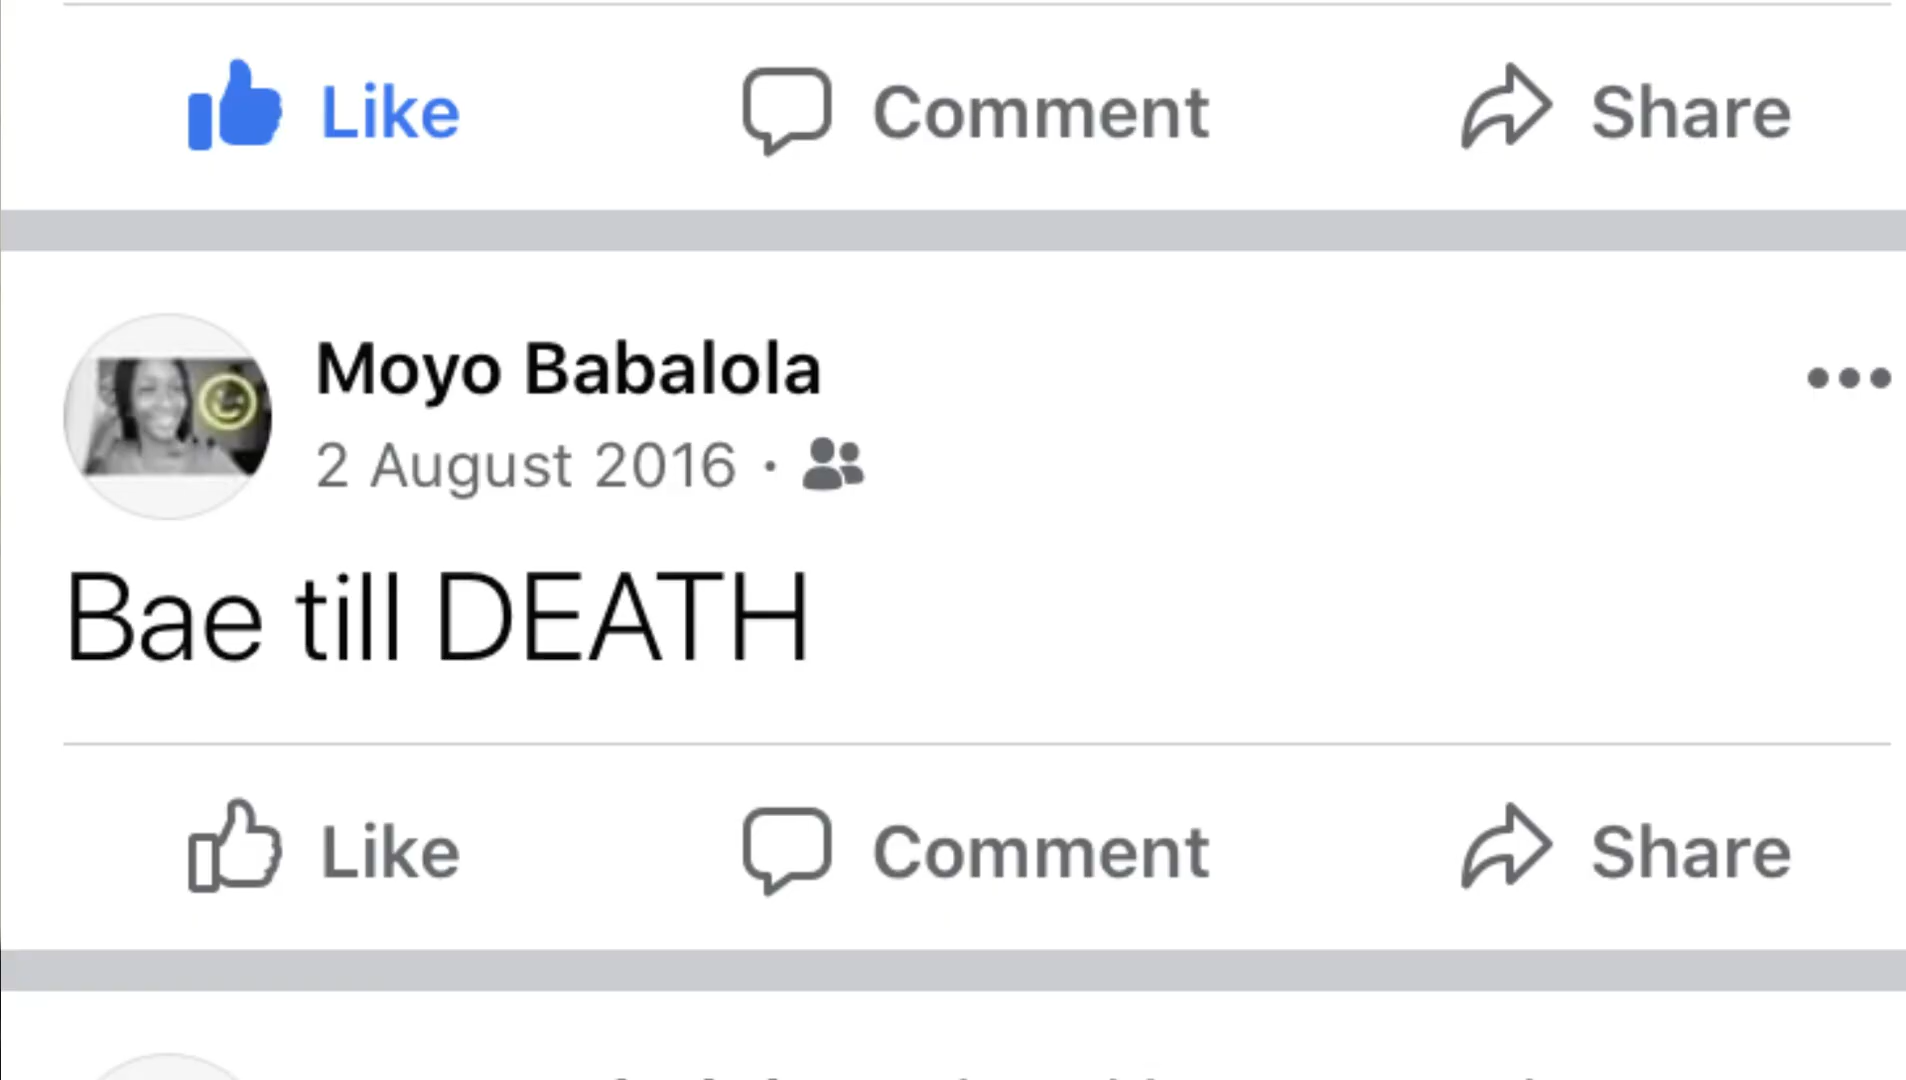 Like Comment Share
Moyo Babalola
2 August 2016 ·
Bae till DEATH
Like Comment Share